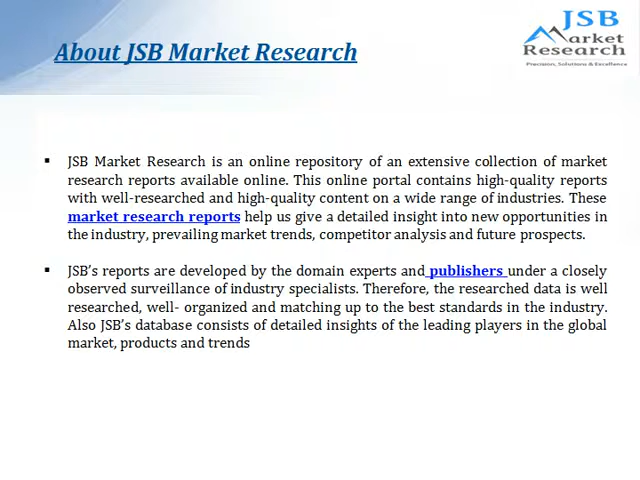 About JSB Market Research
JSB
Market
Research
Precision, Solutions & Excellence
▪ JSB Market Research is an online repository of an extensive collection of market
research reports available online. This online portal contains high-quality reports
with well-researched and high-quality content on a wide range of industries. These
market research reports help us give a detailed insight into new opportunities in
the industry, prevailing market trends, competitor analysis and future prospects.
▪ JSB's reports are developed by the domain experts and publishers under a closely
observed surveillance of industry specialists. Therefore, the researched data is well
researched, well- organized and matching up to the best standards in the industry.
Also JSB's database consists of detailed insights of the leading players in the global
market, products and trends